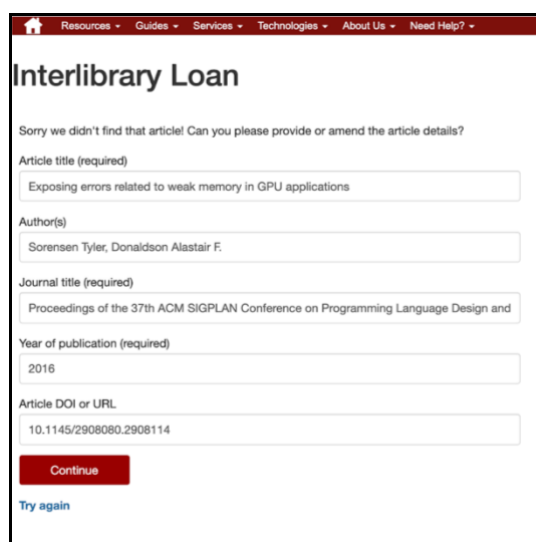 Resources Guides Services Technologies About Us Need Help?
Interlibrary Loan
Sorry we didn't find that article! Can you please provide or amend the article details?
Article title (required)
Exposing errors related to weak memory in GPU applications
Author(s)
Sorensen Tyler, Donaldson Alastair F.
Journal title (required)
Proceedings of the 37th ACM SIGPLAN Conference on Programming Language Design and
Year of publication (required)
2016
Article DOI or URL
10.1145/2908080.2908114
Continue
Try again